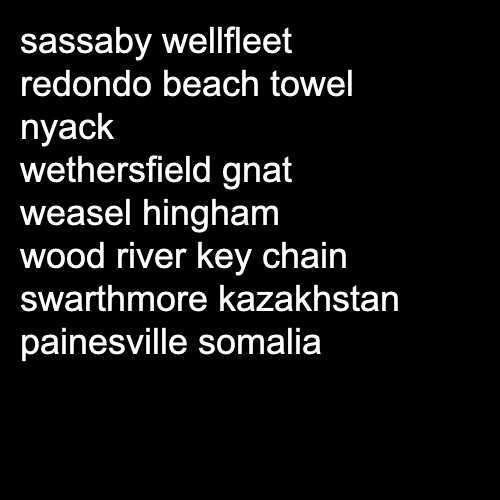 sassaby wellfleet
redondo beach towel
nyack
wethersfield gnat
weasel hingham
wood river key chain
swarthmore kazakhstan
painesville somalia